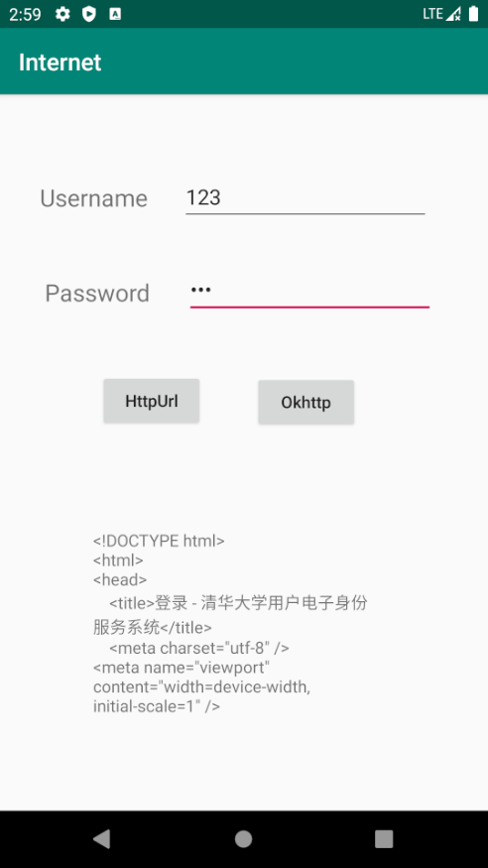 2:59 LTE
Internet
Username 123
Password •••
HttpUrl Okhttp
<!DOCTYPE html>
<html>
<head>
    <title>登录 - 清华大学用户电子身份
服务系统</title>
    <meta charset="utf-8" />
<meta name="viewport"
content="width=device-width,
initial-scale=1" />